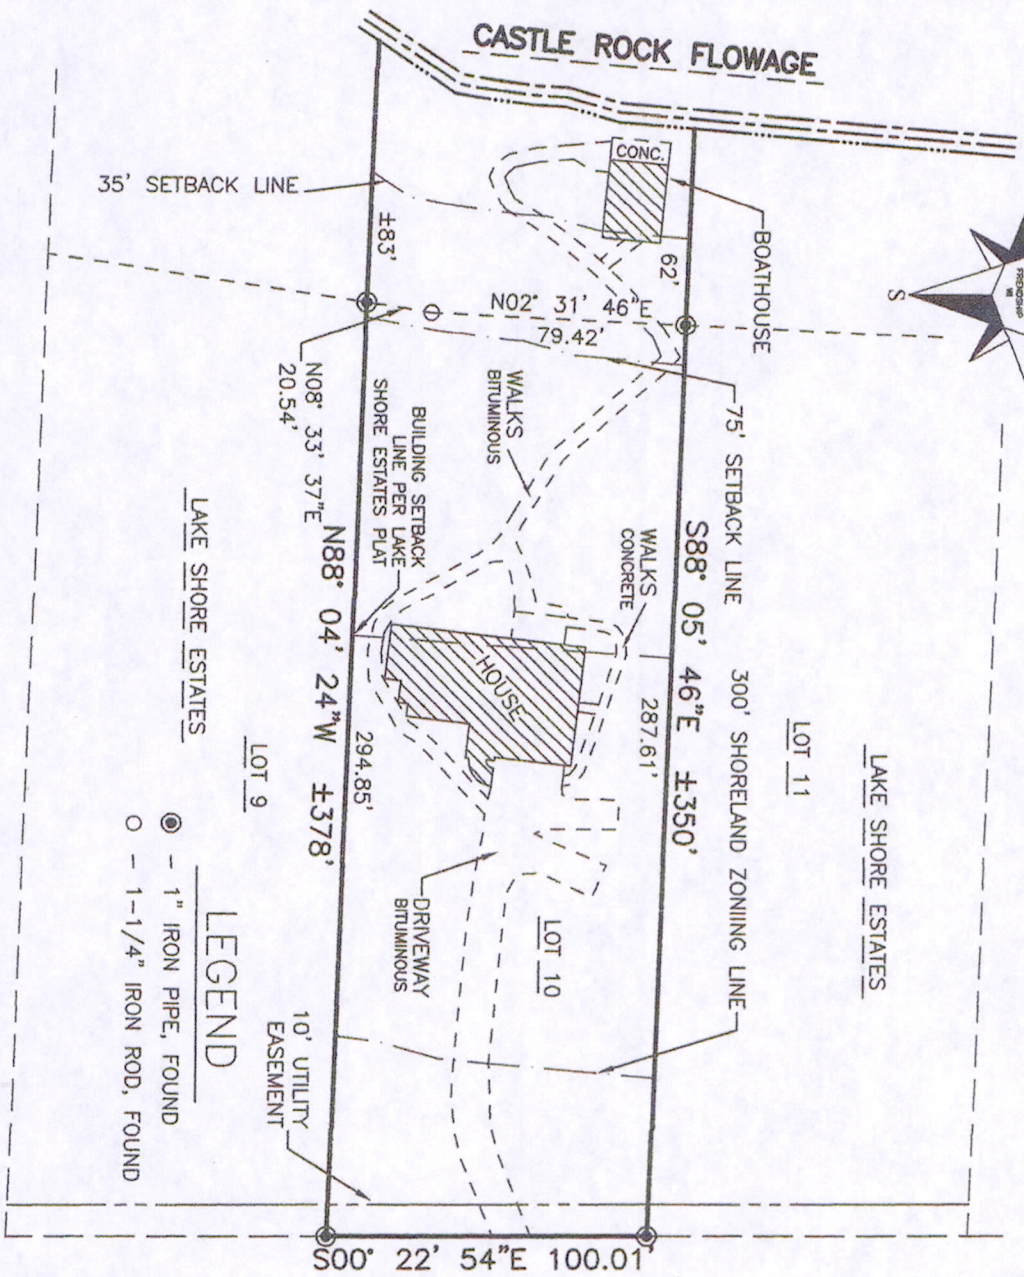 CASTLE ROCK FLOWAGE
CONC.
35' SETBACK LINE
±83'
BOATHOUSE
62'
S
FRENDSHIP
WI
N02° 31' 46"E
79.42'
N08° 33' 37"E
20.54'
75' SETBACK LINE
WALKS
BITUMINOUS
BUILDING SETBACK
LINE PER LAKE
SHORE ESTATES PLAT
WALKS
CONCRETE
S88° 05' 46"E ±350'
287.61'
300' SHORELAND ZONING LINE
LOT 11
LAKE SHORE ESTATES
HOUSE
N88° 04' 24"W ±378'
294.85'
LAKE SHORE ESTATES
LOT 9
DRIVEWAY
BITUMINOUS
LOT 10
LEGEND
1" IRON PIPE, FOUND
1-1/4" IRON ROD, FOUND
10' UTILITY
EASEMENT
S00° 22' 54"E 100.01'